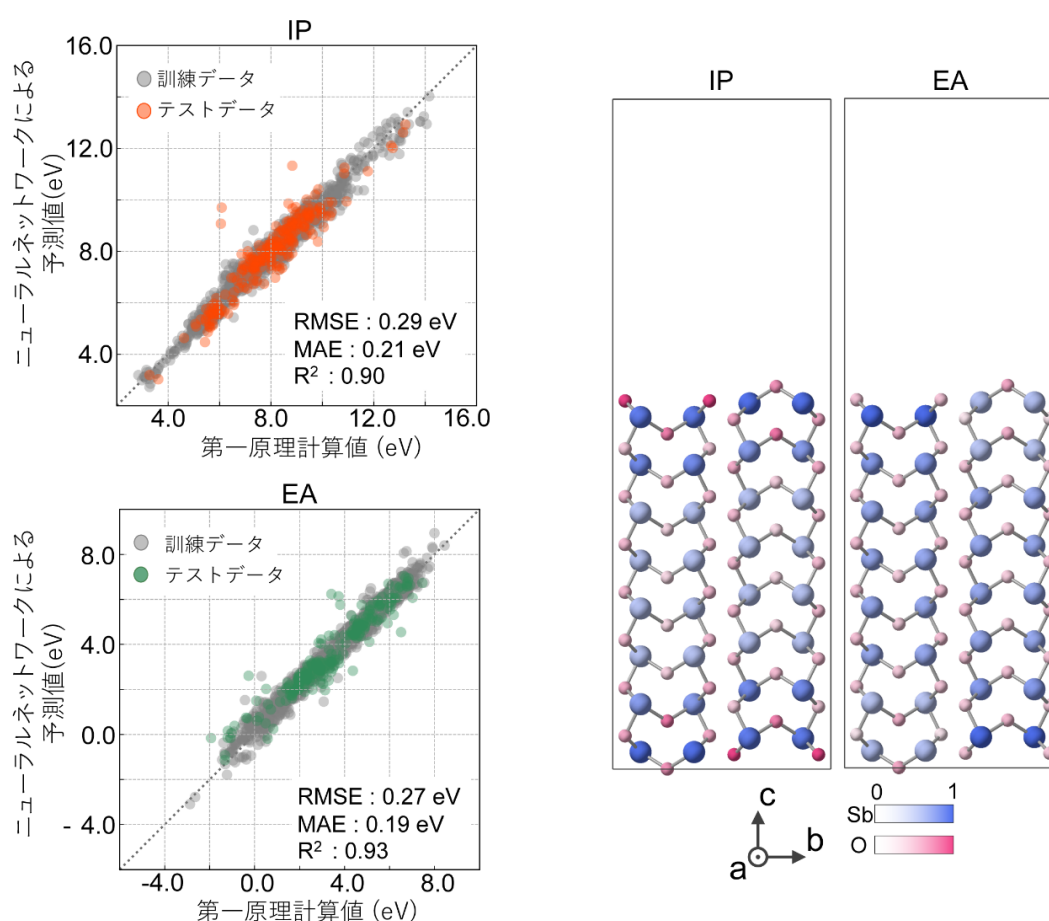 IP
ニューラルネットワークによる
予測値(eV)
16.0
12.0
8.0
4.0
訓練データ
テストデータ
RMSE : 0.29 eV
MAE : 0.21 eV
R² : 0.90
4.0 8.0 12.0 16.0
第一原理計算値 (eV)
EA
ニューラルネットワークによる
予測値(eV)
8.0
4.0
0.0
- 4.0
訓練データ
テストデータ
RMSE : 0.27 eV
MAE : 0.19 eV
R² : 0.93
-4.0 0.0 4.0 8.0
第一原理計算値 (eV)
IP EA
0 1
Sb
O
c
b
a